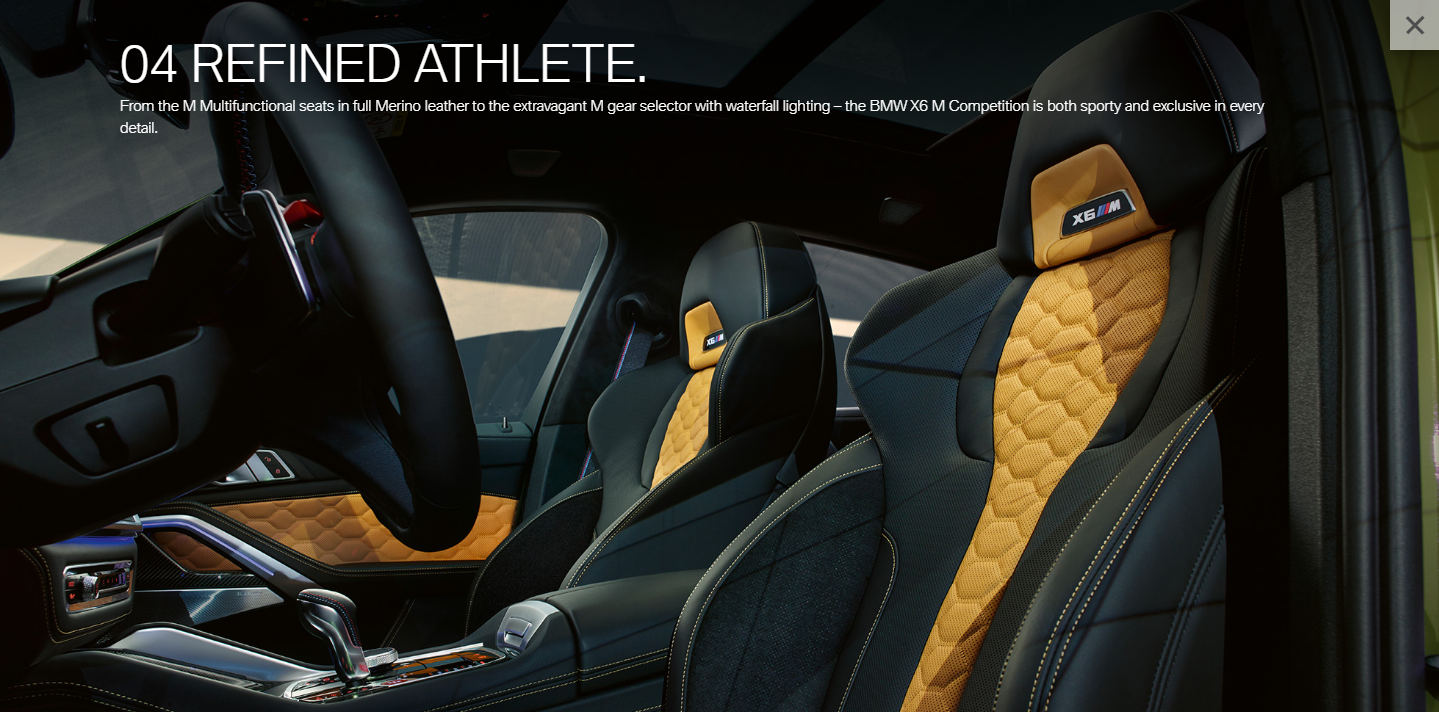 04 REFINED ATHLETE.
From the M Multifunctional seats in full Merino leather to the extravagant M gear selector with waterfall lighting – the BMW X6 M Competition is both sporty and exclusive in every
detail.
X6 M
X6 M